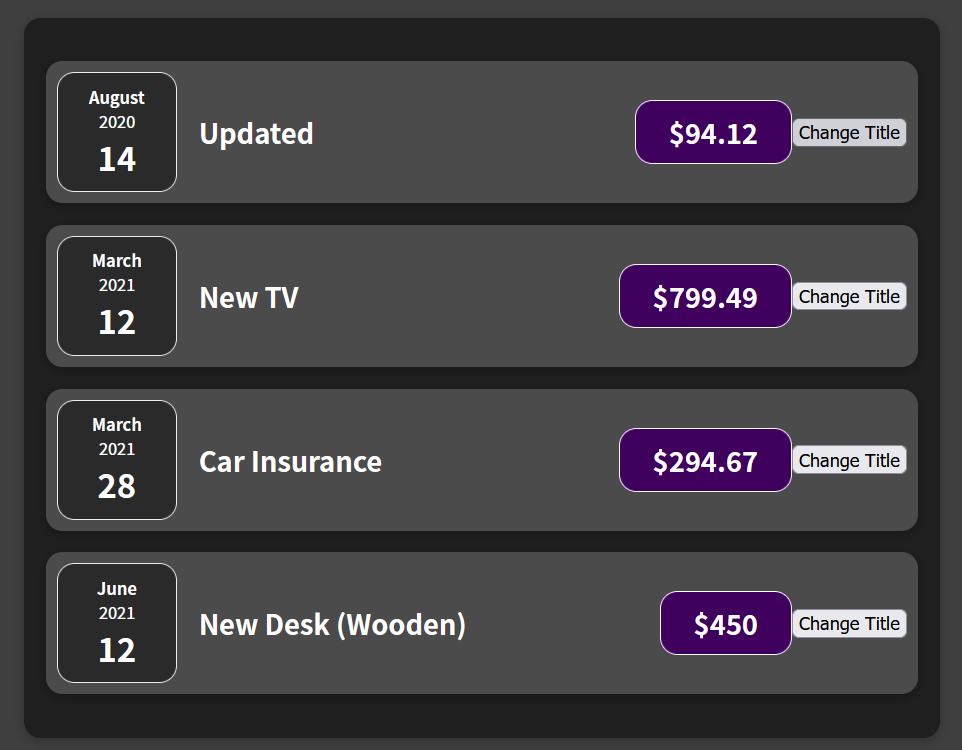 August
2020
14
Updated
$94.12
Change Title
March
2021
12
New TV
$799.49
Change Title
March
2021
28
Car Insurance
$294.67
Change Title
June
2021
12
New Desk (Wooden)
$450
Change Title